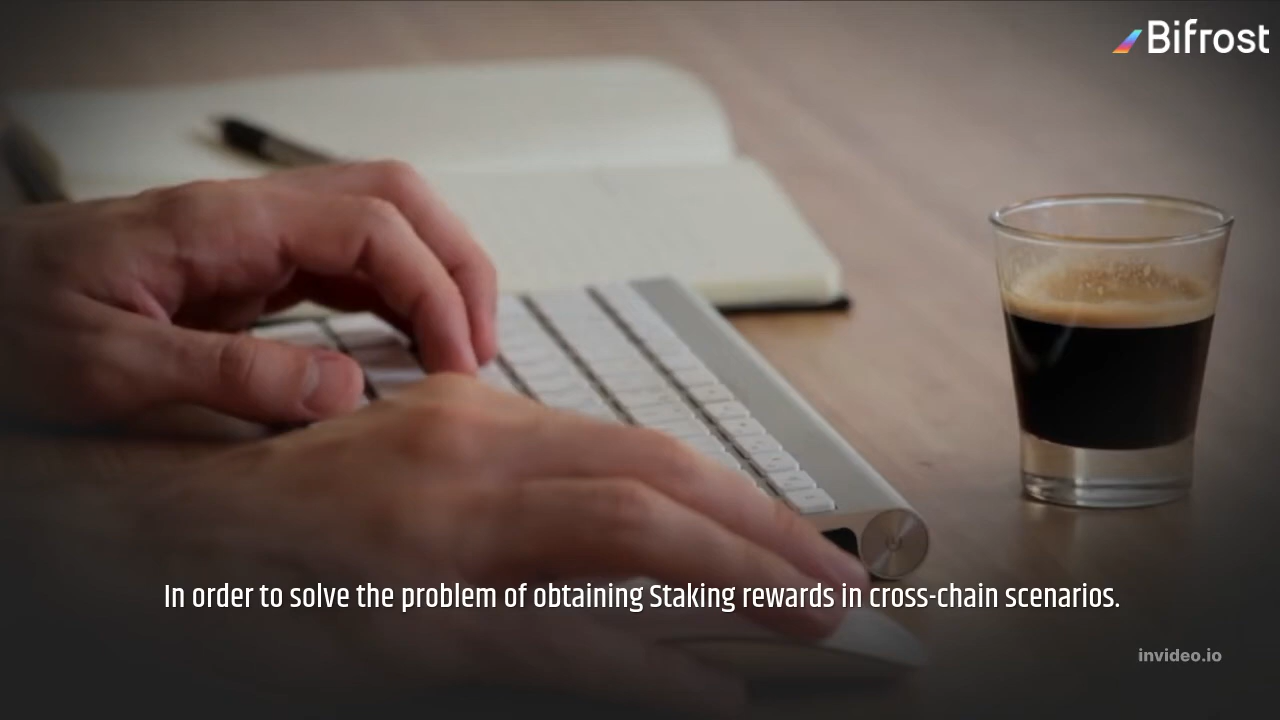 Bifrost
In order to solve the problem of obtaining Staking rewards in cross-chain scenarios.
invideo.io